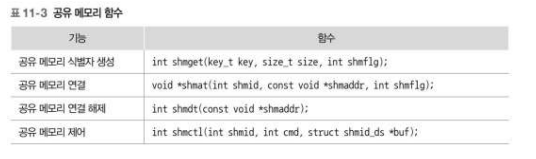 표 11-3 공유 메모리 함수
기능 함수
공유 메모리 식별자 생성 int shmget(key_t key, size_t size, int shmflg);
공유 메모리 연결 void *shmat(int shmid, const void *shmaddr, int shmflg);
공유 메모리 연결 해제 int shmdt(const void *shmaddr);
공유 메모리 제어 int shmctl(int shmid, int cmd, struct shmid_ds *buf);